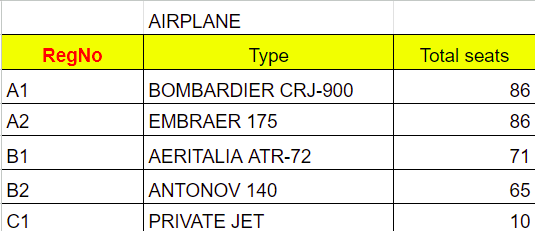 AIRPLANE
RegNo Type Total seats
A1 BOMBARDIER CRJ-900 86
A2 EMBRAER 175 86
B1 AERITALIA ATR-72 71
B2 ANTONOV 140 65
C1 PRIVATE JET 10